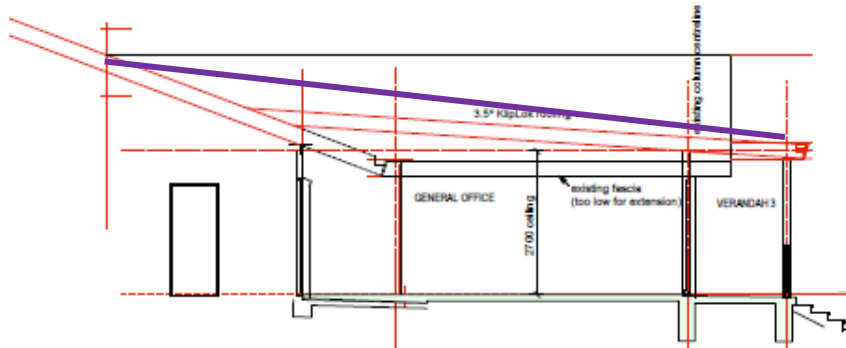 existing column centreline
3.5° KlipLok roofing
existing fascia
(too low for extension)
GENERAL OFFICE
VERANDAH 3
2700 ceiling